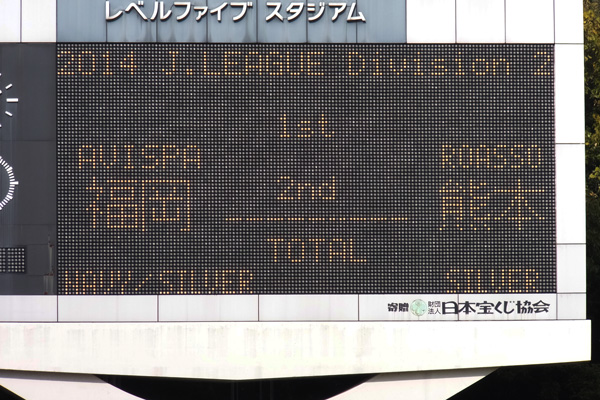 レベルファイブ スタジアム
2014 J.LEAGUE Division 2
1st
AVISPA ROASSO
福岡 2nd 熊本
TOTAL
NAVY/SILVER SILVER
寄贈 財団法人 日本宝くじ協会